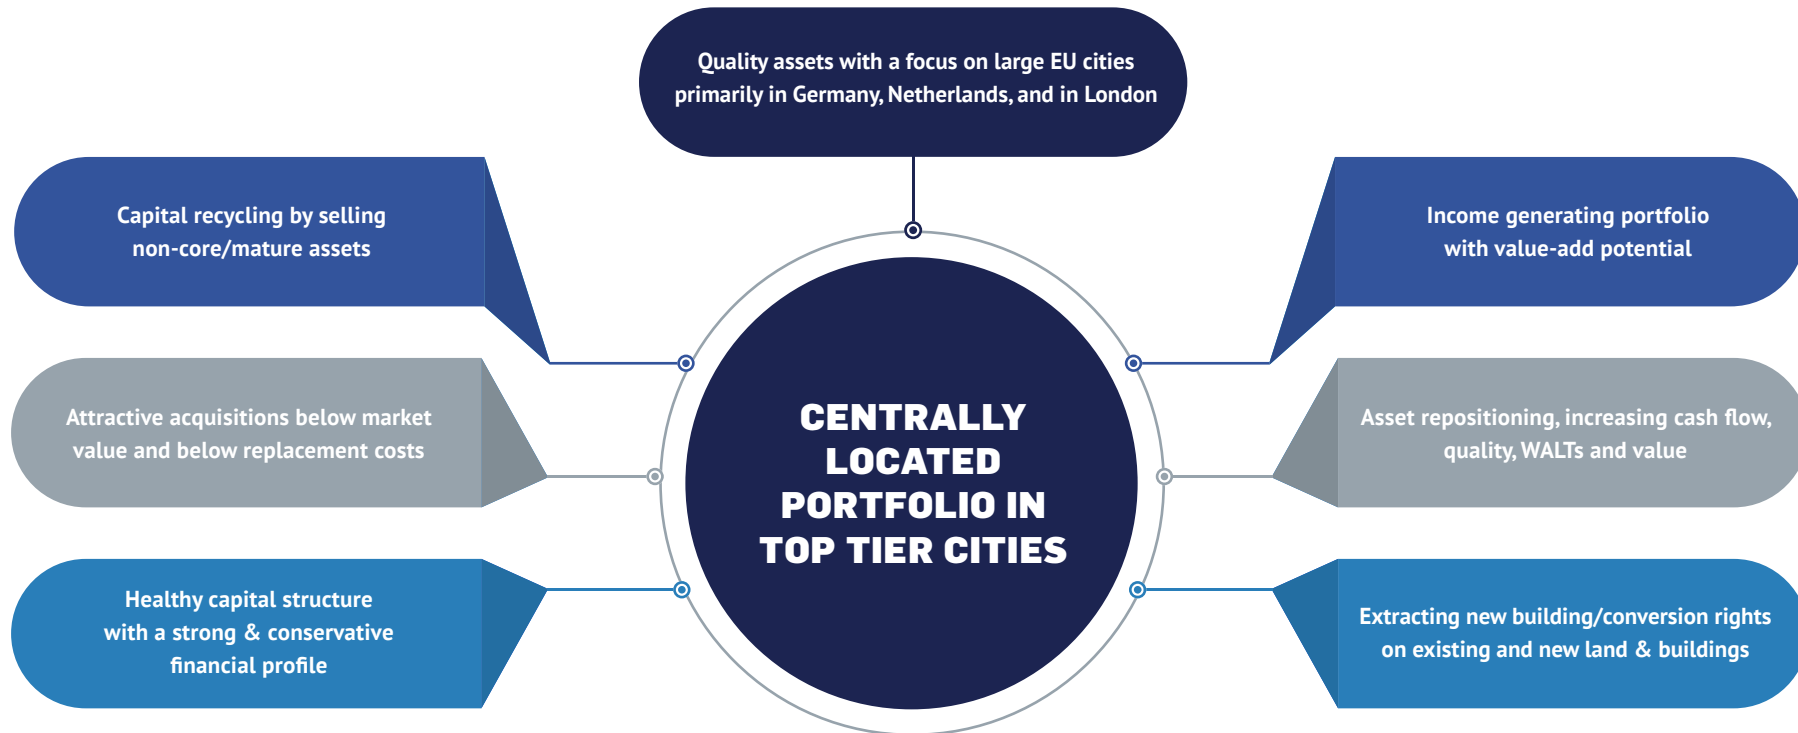 Quality assets with a focus on large EU cities
primarily in Germany, Netherlands, and in London
Capital recycling by selling
non-core/mature assets
Income generating portfolio
with value-add potential
Attractive acquisitions below market
value and below replacement costs
Asset repositioning, increasing cash flow,
quality, WALTs and value
CENTRALLY
LOCATED
PORTFOLIO IN
TOP TIER CITIES
Healthy capital structure
with a strong & conservative
financial profile
Extracting new building/conversion rights
on existing and new land & buildings